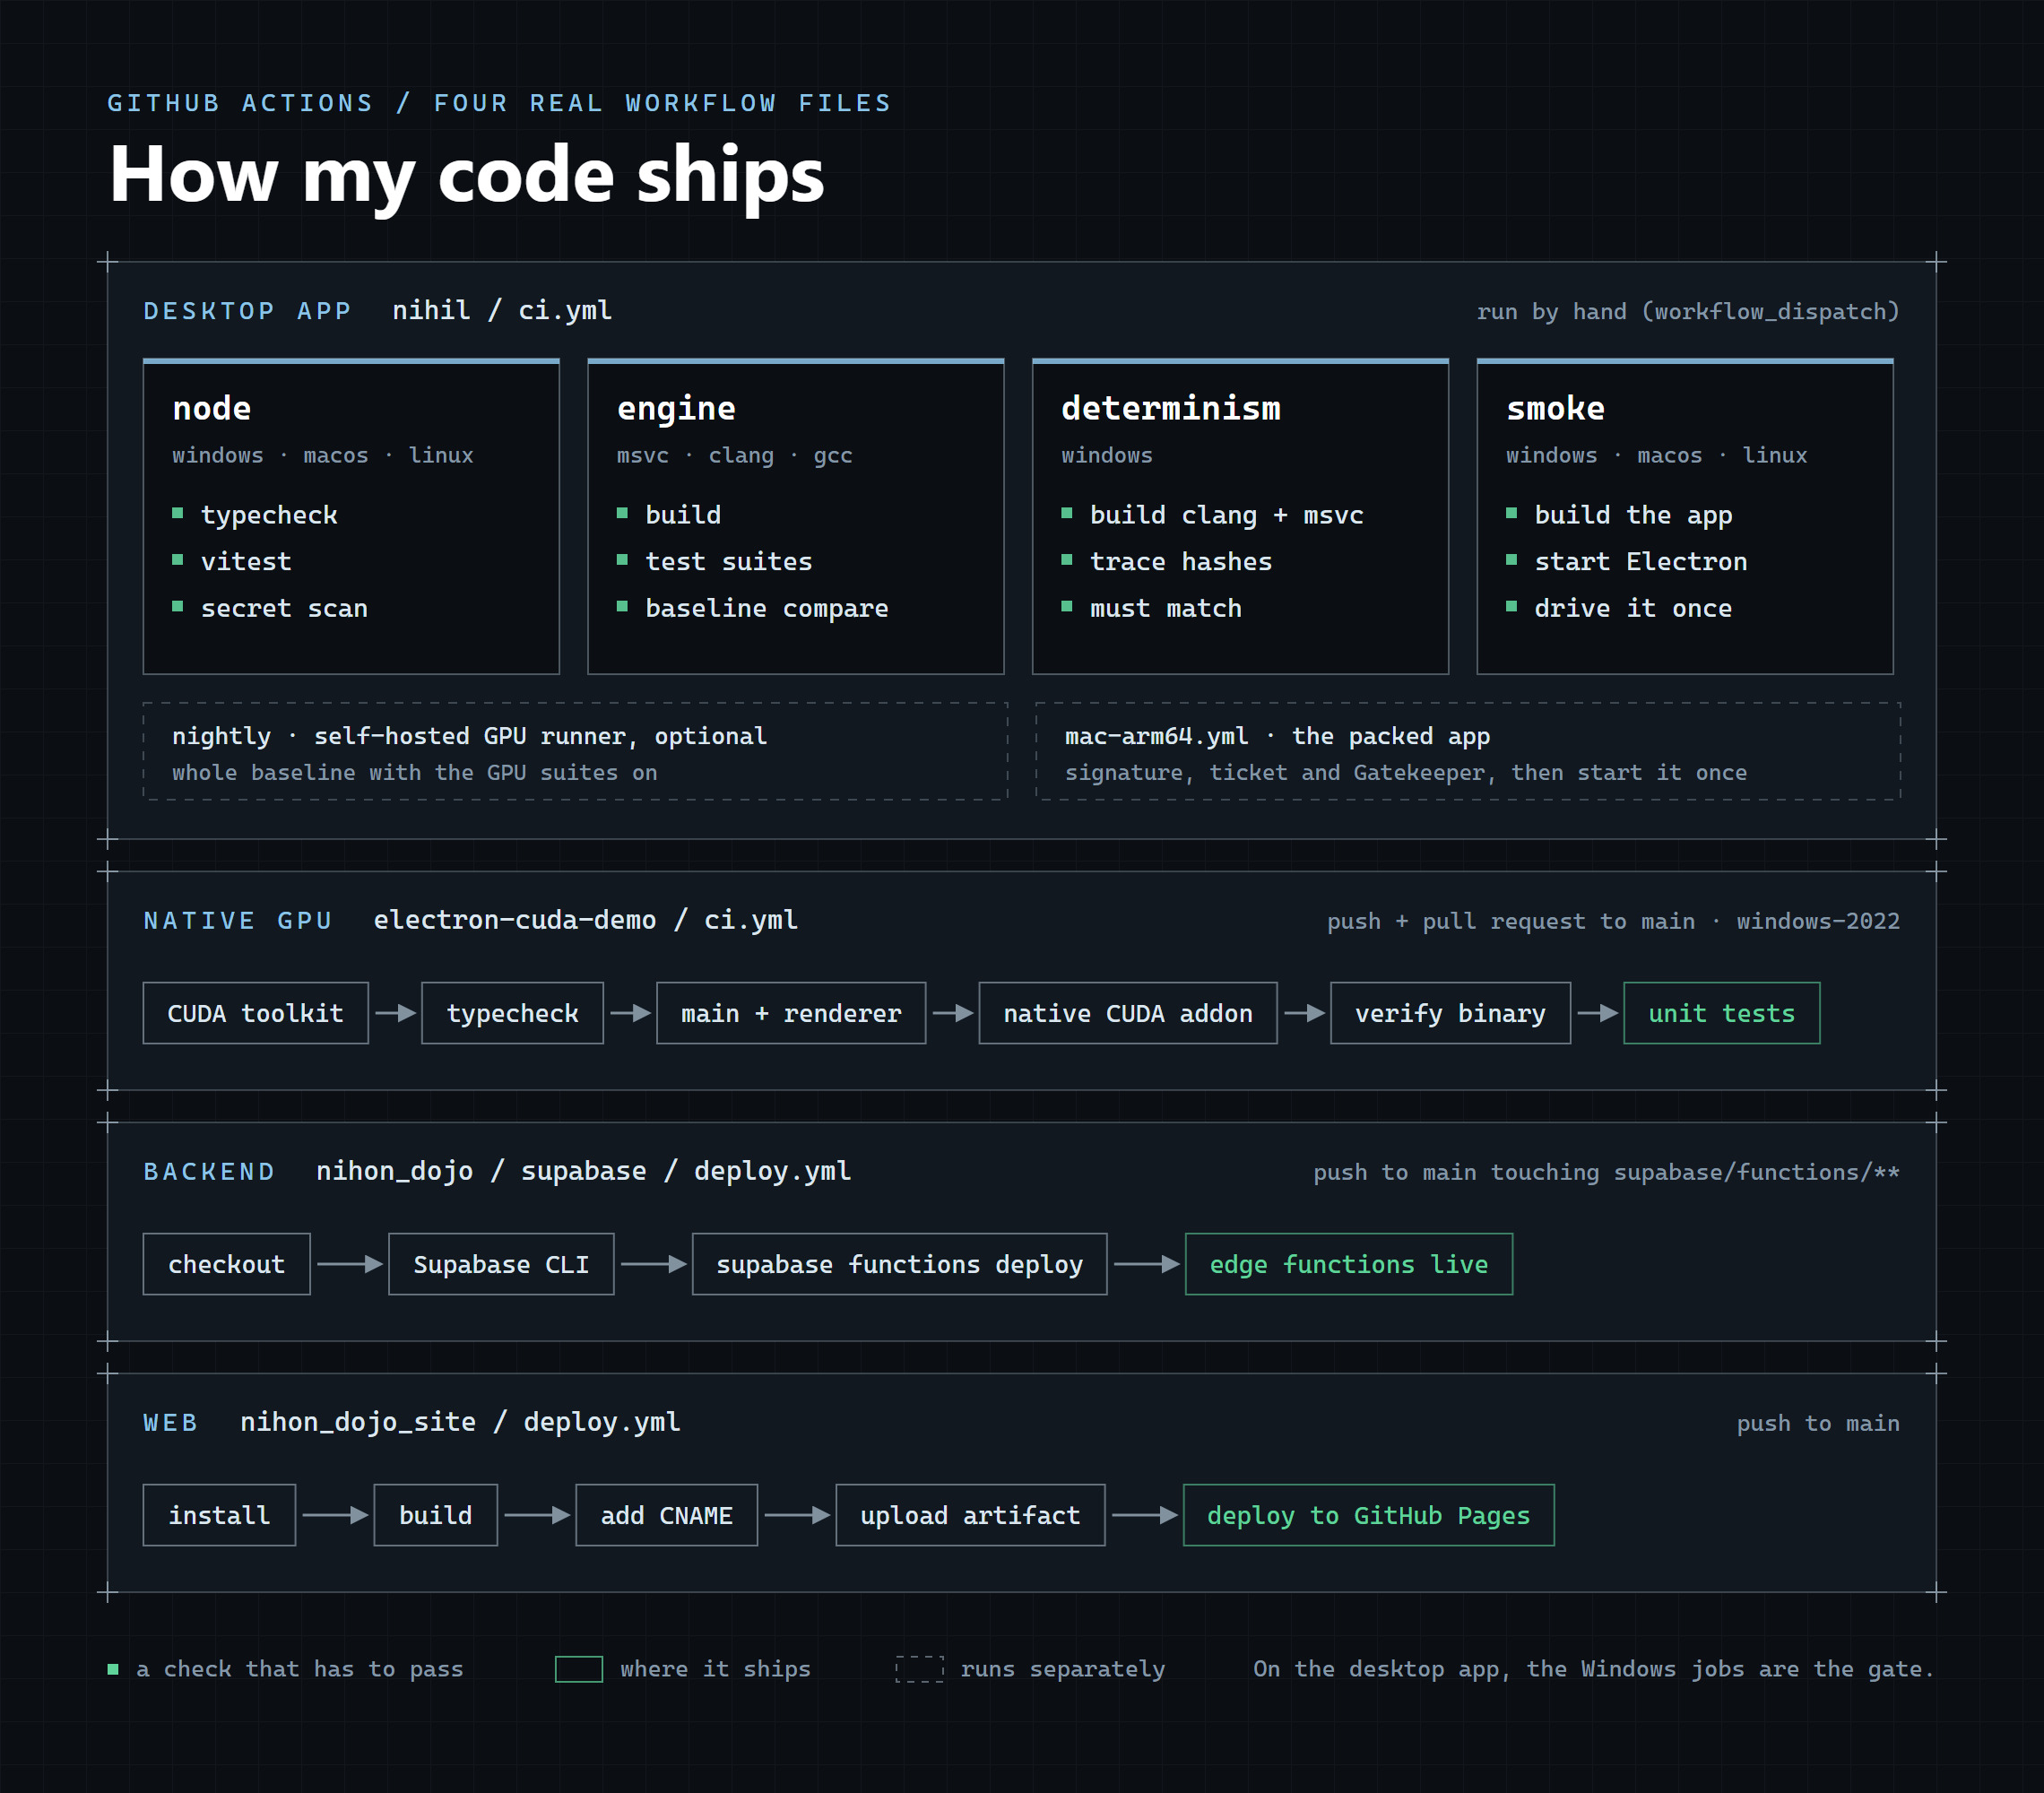 GITHUB ACTIONS / FOUR REAL WORKFLOW FILES
How my code ships
DESKTOP APP nihil / ci.yml run by hand (workflow_dispatch)
node
windows · macos · linux
typecheck
vitest
secret scan
engine
msvc · clang · gcc
build
test suites
baseline compare
determinism
windows
build clang + msvc
trace hashes
must match
smoke
windows · macos · linux
build the app
start Electron
drive it once
nightly · self-hosted GPU runner, optional
whole baseline with the GPU suites on
mac-arm64.yml · the packed app
signature, ticket and Gatekeeper, then start it once
NATIVE GPU electron-cuda-demo / ci.yml push + pull request to main · windows-2022
CUDA toolkit typecheck main + renderer native CUDA addon verify binary unit tests
BACKEND nihon_dojo / supabase / deploy.yml push to main touching supabase/functions/**
checkout Supabase CLI supabase functions deploy edge functions live
WEB nihon_dojo_site / deploy.yml push to main
install build add CNAME upload artifact deploy to GitHub Pages
a check that has to pass where it ships runs separately On the desktop app, the Windows jobs are the gate.